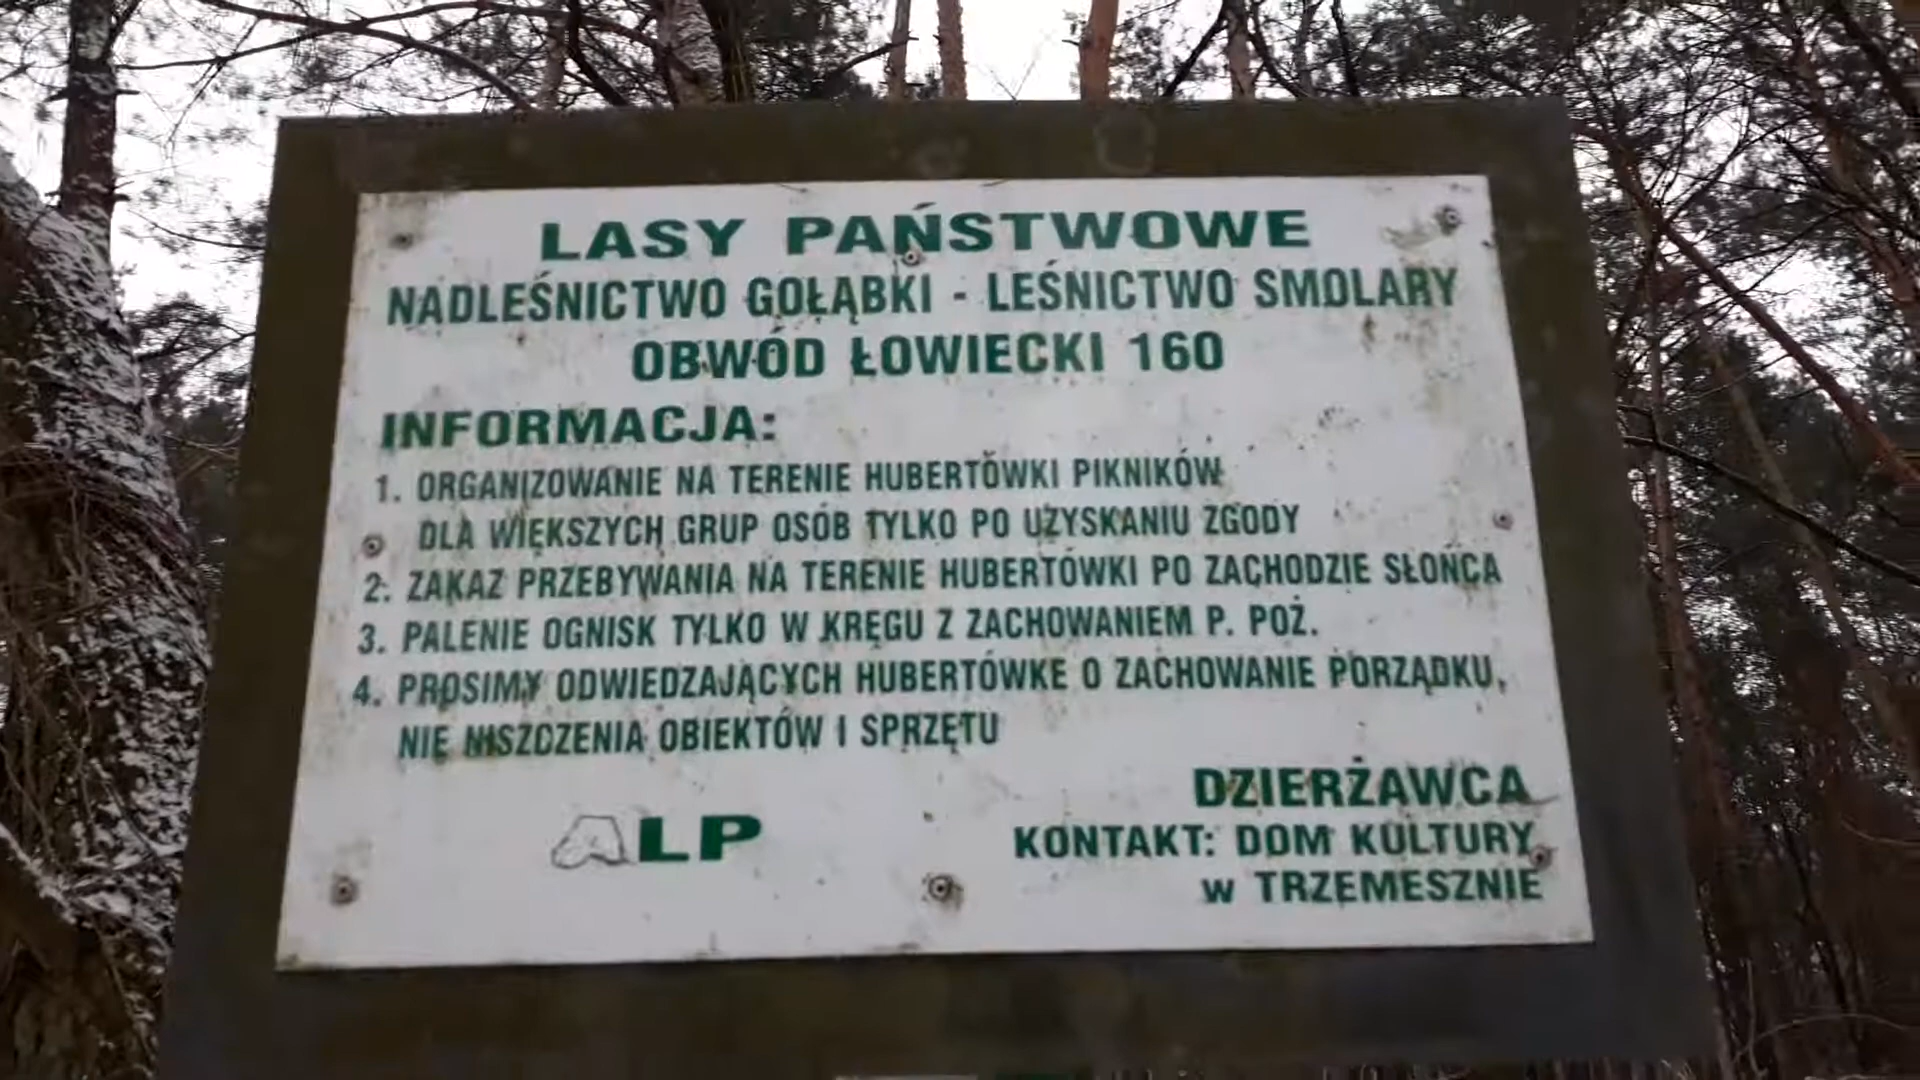 LASY PAŃSTWOWE
NADLEŚNICTWO GOŁĄBKI - LEŚNICTWO SMOLARY
OBWÓD ŁOWIECKI 160
INFORMACJA:
1. ORGANIZOWANIE NA TERENIE HUBERTÓWKI PIKNIKÓW
DLA WIĘKSZYCH GRUP OSÓB TYLKO PO UZYSKANIU ZGODY
2. ZAKAZ PRZEBYWANIA NA TERENIE HUBERTÓWKI PO ZACHODZIE SŁOŃCA
3. PALENIE OGNISK TYLKO W KRĘGU Z ZACHOWANIEM P. POŻ.
4. PROSIMY ODWIEDZAJĄCYCH HUBERTÓWKE O ZACHOWANIE PORZĄDKU,
NIE NISZCZENIA OBIEKTÓW I SPRZĘTU
ALP
DZIERŻAWCA
KONTAKT: DOM KULTURY
w TRZEMESZNIE